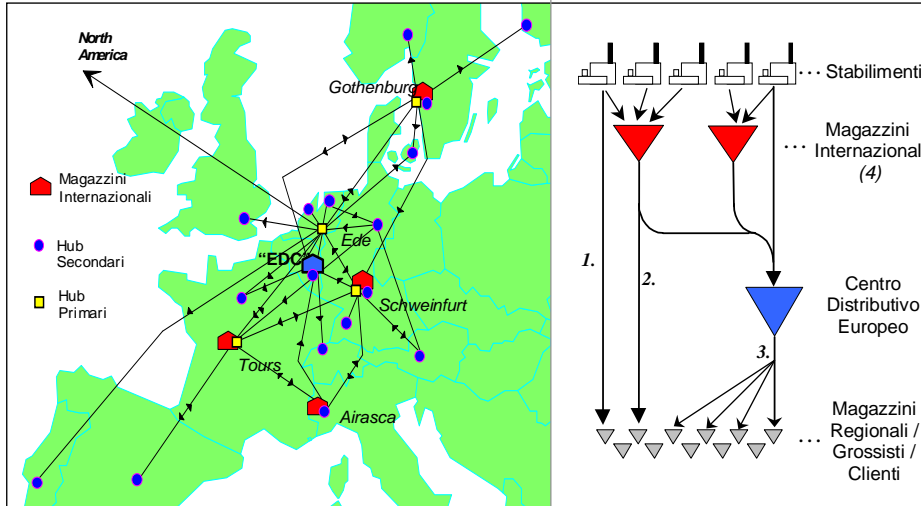 North
America
Gothenburg
Magazzini
Internazionali
Hub
Secondari
Hub
Primari
Ede
"EDC"
Schweinfurt
Tours
Airasca
... Stabilimenti
... Magazzini
Internazional
(4)
1.
2.
Centro
Distributivo
Europeo
3.
... Magazzini
Regionali /
Grossisti /
Clienti